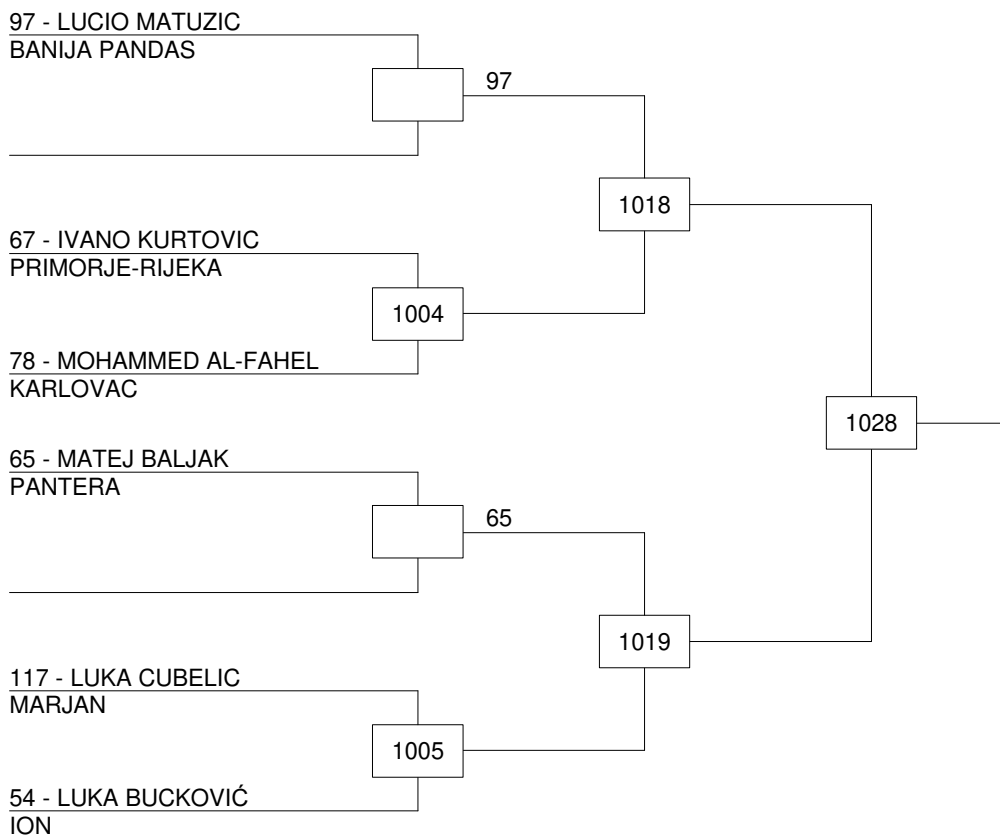 97 - LUCIO MATUZIC
BANIJA PANDAS
97
1018
67 - IVANO KURTOVIC
PRIMORJE-RIJEKA
1004
78 - MOHAMMED AL-FAHEL
KARLOVAC
1028
65 - MATEJ BALJAK
PANTERA
65
1019
117 - LUKA CUBELIC
MARJAN
1005
54 - LUKA BUCKOVIĆ
ION